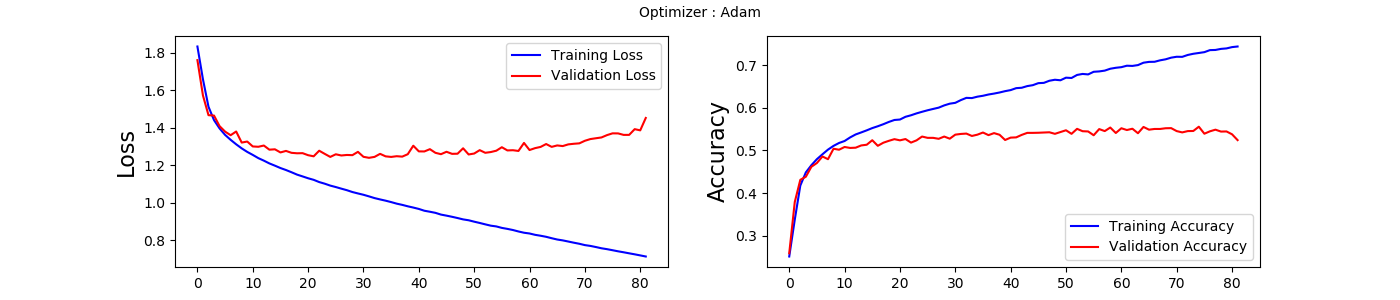 Optimizer : Adam
Loss
1.8
1.6
1.4
1.2
1.0
0.8
0 10 20 30 40 50 60 70 80
Training Loss
Validation Loss
Accuracy
0.7
0.6
0.5
0.4
0.3
0 10 20 30 40 50 60 70 80
Training Accuracy
Validation Accuracy